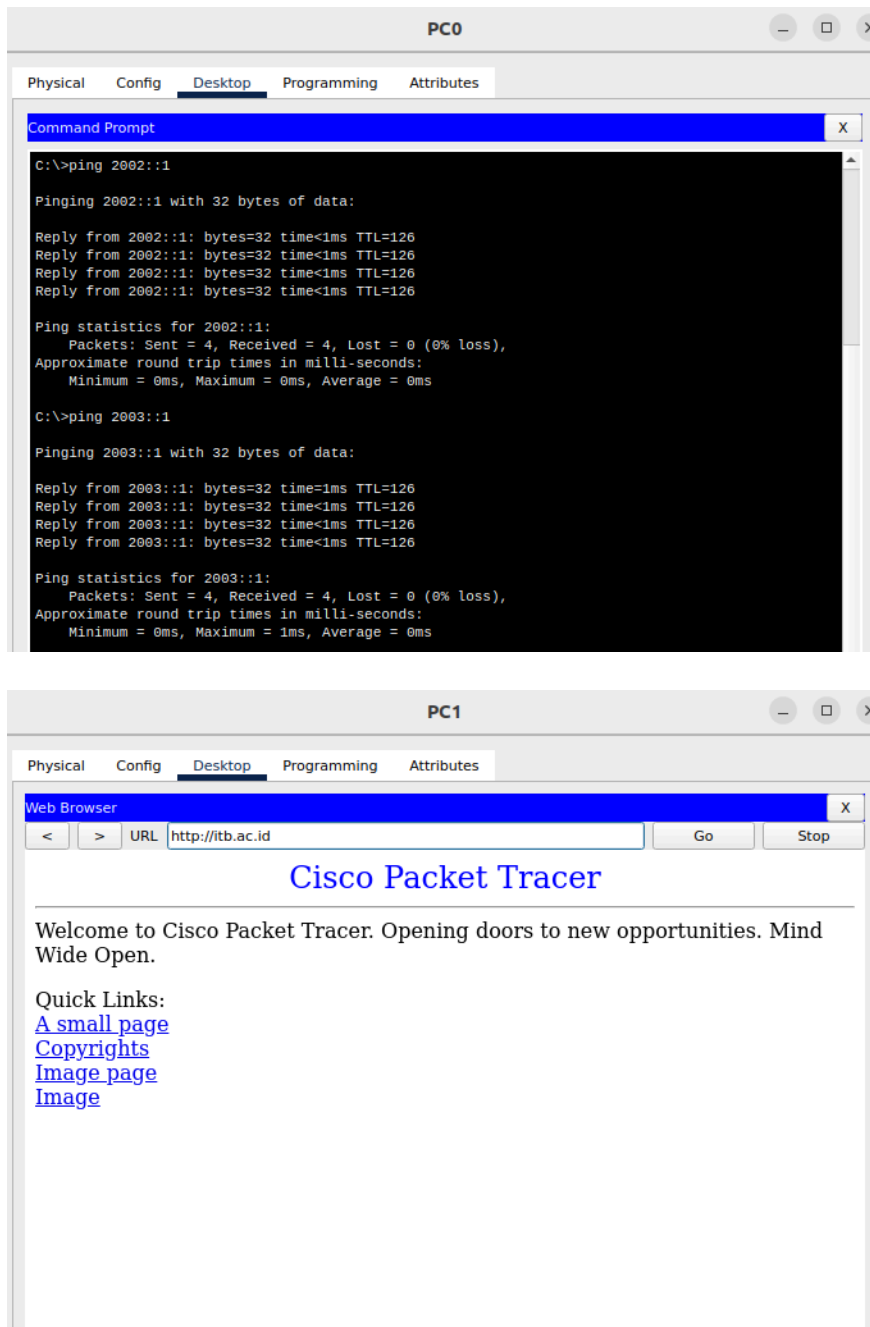 PC0
Physical Config Desktop Programming Attributes
Command Prompt X
C:\>ping 2002::1
Pinging 2002::1 with 32 bytes of data:
Reply from 2002::1: bytes=32 time<1ms TTL=126
Reply from 2002::1: bytes=32 time<1ms TTL=126
Reply from 2002::1: bytes=32 time<1ms TTL=126
Reply from 2002::1: bytes=32 time<1ms TTL=126
Ping statistics for 2002::1:
Packets: Sent = 4, Received = 4, Lost = 0 (0% loss),
Approximate round trip times in milli-seconds:
Minimum = 0ms, Maximum = 0ms, Average = 0ms
C:\>ping 2003::1
Pinging 2003::1 with 32 bytes of data:
Reply from 2003::1: bytes=32 time=1ms TTL=126
Reply from 2003::1: bytes=32 time<1ms TTL=126
Reply from 2003::1: bytes=32 time<1ms TTL=126
Reply from 2003::1: bytes=32 time<1ms TTL=126
Ping statistics for 2003::1:
Packets: Sent = 4, Received = 4, Lost = 0 (0% loss),
Approximate round trip times in milli-seconds:
Minimum = 0ms, Maximum = 1ms, Average = 0ms
PC1
Physical Config Desktop Programming Attributes
Web Browser X
< > URL http://itb.ac.id Go Stop
Cisco Packet Tracer
Welcome to Cisco Packet Tracer. Opening doors to new opportunities. Mind
Wide Open.
Quick Links:
A small page
Copyrights
Image page
Image